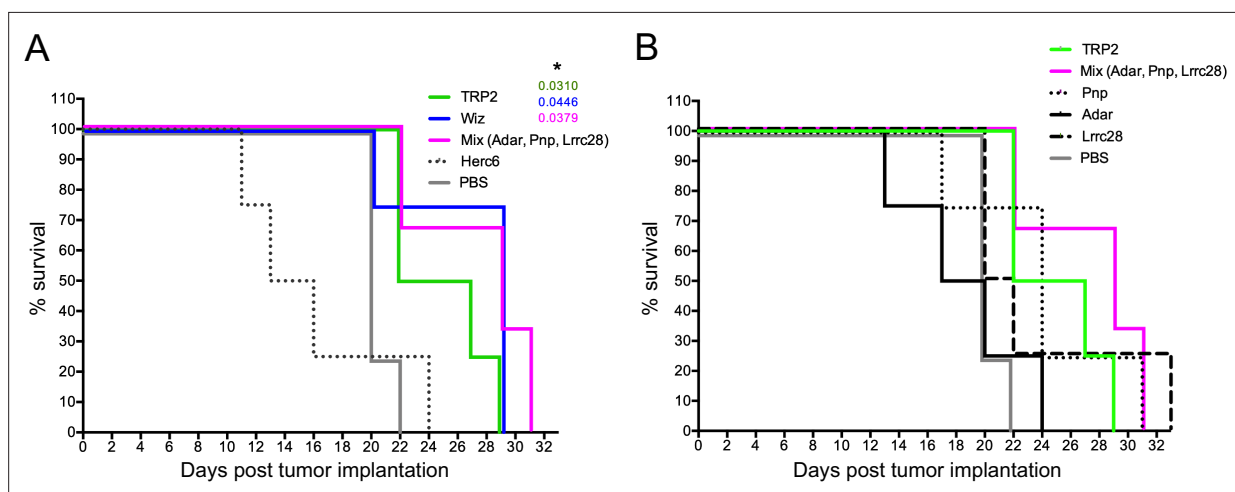 A
*
0.0310
0.0446
0.0379
TRP2
Wiz
Mix (Adar, Pnp, Lrrc28)
Herc6
PBS
110
100
90
80
70
60
50
40
30
20
10
0
% survival
0 2 4 6 8 10 12 14 16 18 20 22 24 26 28 30 32
Days post tumor implantation
B
TRP2
Mix (Adar, Pnp, Lrrc28)
Pnp
Adar
Lrrc28
PBS
110
100
90
80
70
60
50
40
30
20
10
0
% survival
0 2 4 6 8 10 12 14 16 18 20 22 24 26 28 30 32
Days post tumor implantation